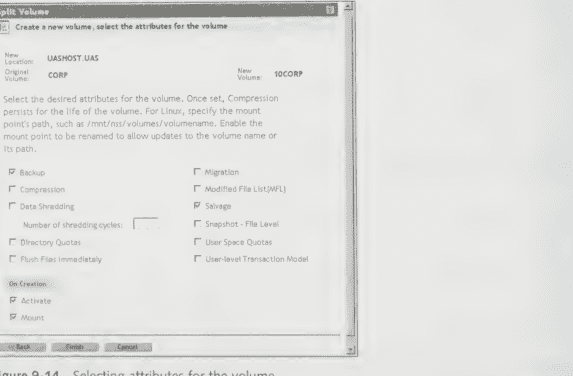 Split Volume
Create a new volume, select the attributes for the volume
New Location: UASHOST.UAS
Original Volume: CORP
New Volume: 10CORP
Select the desired attributes for the volume. Once set, Compression
persists for the life of the volume. For Linux, specify the mount
point's path, such as /mnt/nss/volumes/volumename. Enable the
mount point to be renamed to allow updates to the volume name or
its path.
Backup
Compression
Data Shredding
Number of shredding cycles:
Directory Quotas
Flush Files Immediately
Migration
Modified File List(MFL)
Salvage
Snapshot - File Level
User Space Quotas
User-level Transaction Model
On Creation
Activate
Mount
<< Back
Finish
Cancel
Figure 9-14 Selecting attributes for the volume